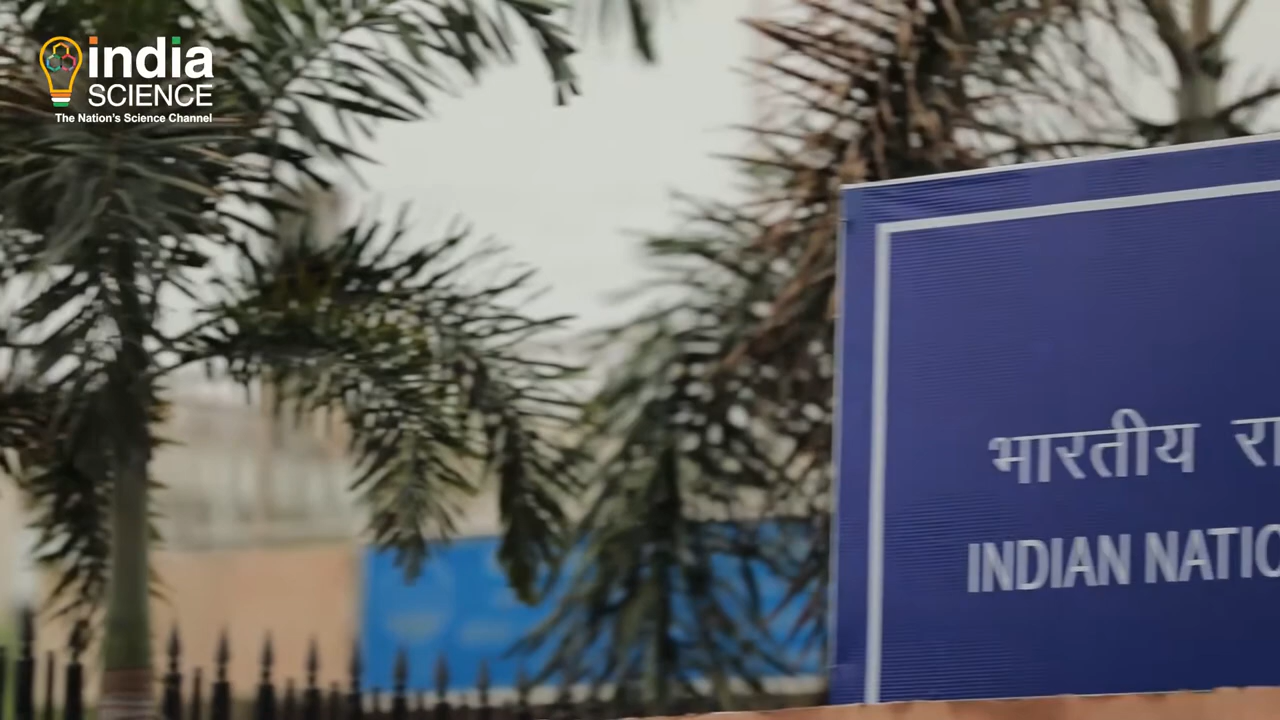 india
SCIENCE
The Nation's Science Channel
भारतीय रा
INDIAN NATIO